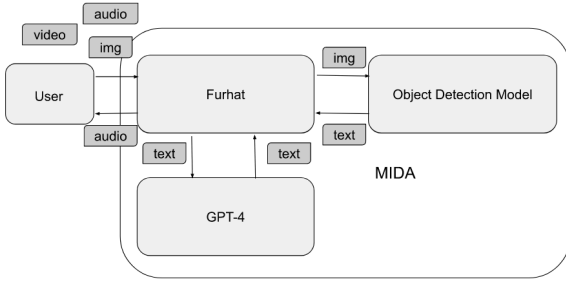 audio
video
img
img
User
Furhat
Object Detection Model
audio
text
text
text
MIDA
GPT-4